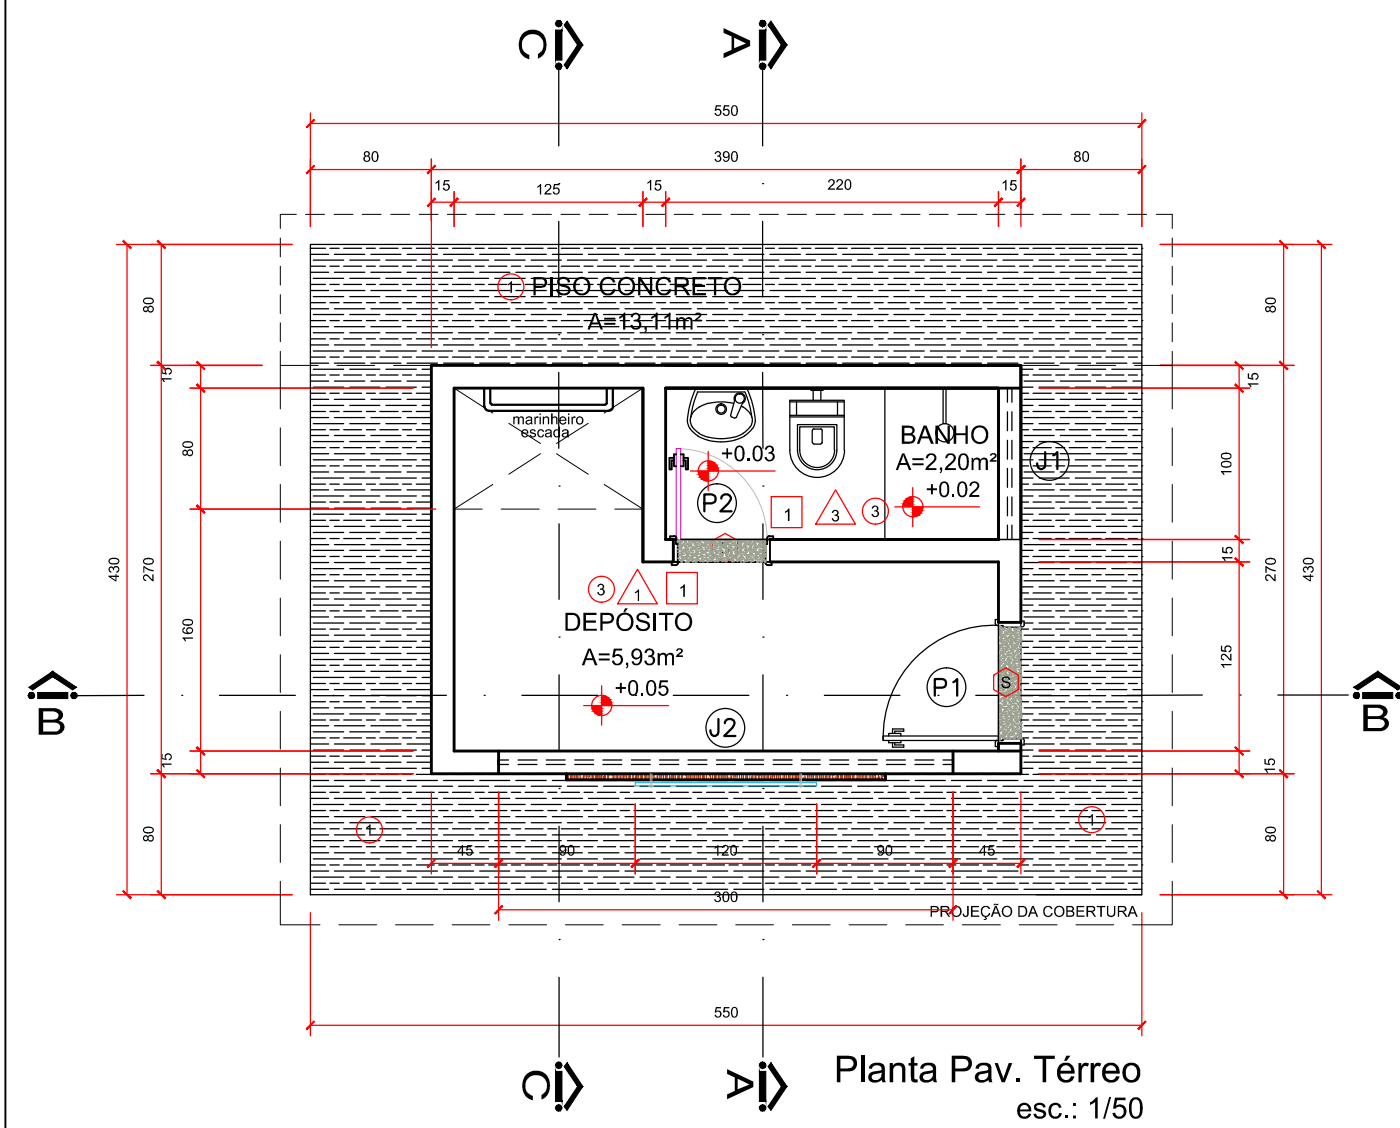 C A
550
80 390 80
15 125 15 220 15
1 PISO CONCRETO
A=13,11m²
80
80
15
15
marinheiro
escada
BANHO
A=2,20m²
+0.03
+0.02
J1
P2
1 3 3
80
100
15
430 270
270 430
160
125
3 1 1
DEPÓSITO
A=5,93m²
+0.05
P1
S
J2
B B
15
15
80
80
1
1
45 90 120 90 45
300
PROJEÇÃO DA COBERTURA
550
C A
Planta Pav. Térreo
esc.: 1/50